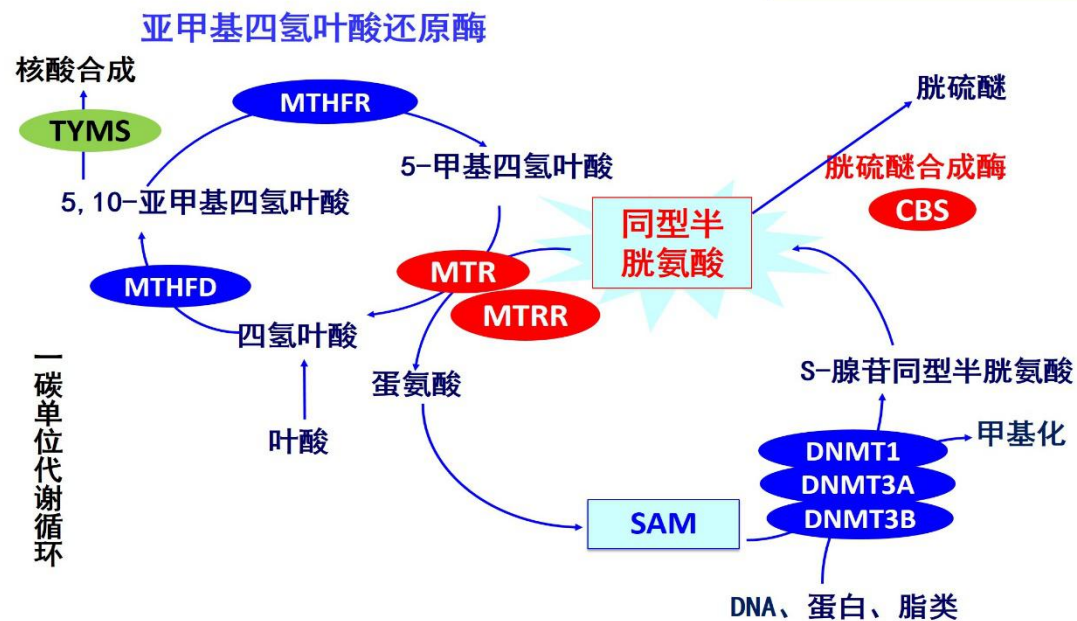 亚甲基四氢叶酸还原酶
核酸合成
MTHFR
胱硫醚
TYMS
5-甲基四氢叶酸
胱硫醚合成酶
5,10-亚甲基四氢叶酸
同型半
胱氨酸
CBS
MTR
MTHFD
MTRR
四氢叶酸
蛋氨酸
S-腺苷同型半胱氨酸
一碳单位代谢循环
叶酸
甲基化
DNMT1
DNMT3A
DNMT3B
SAM
DNA、蛋白、脂类